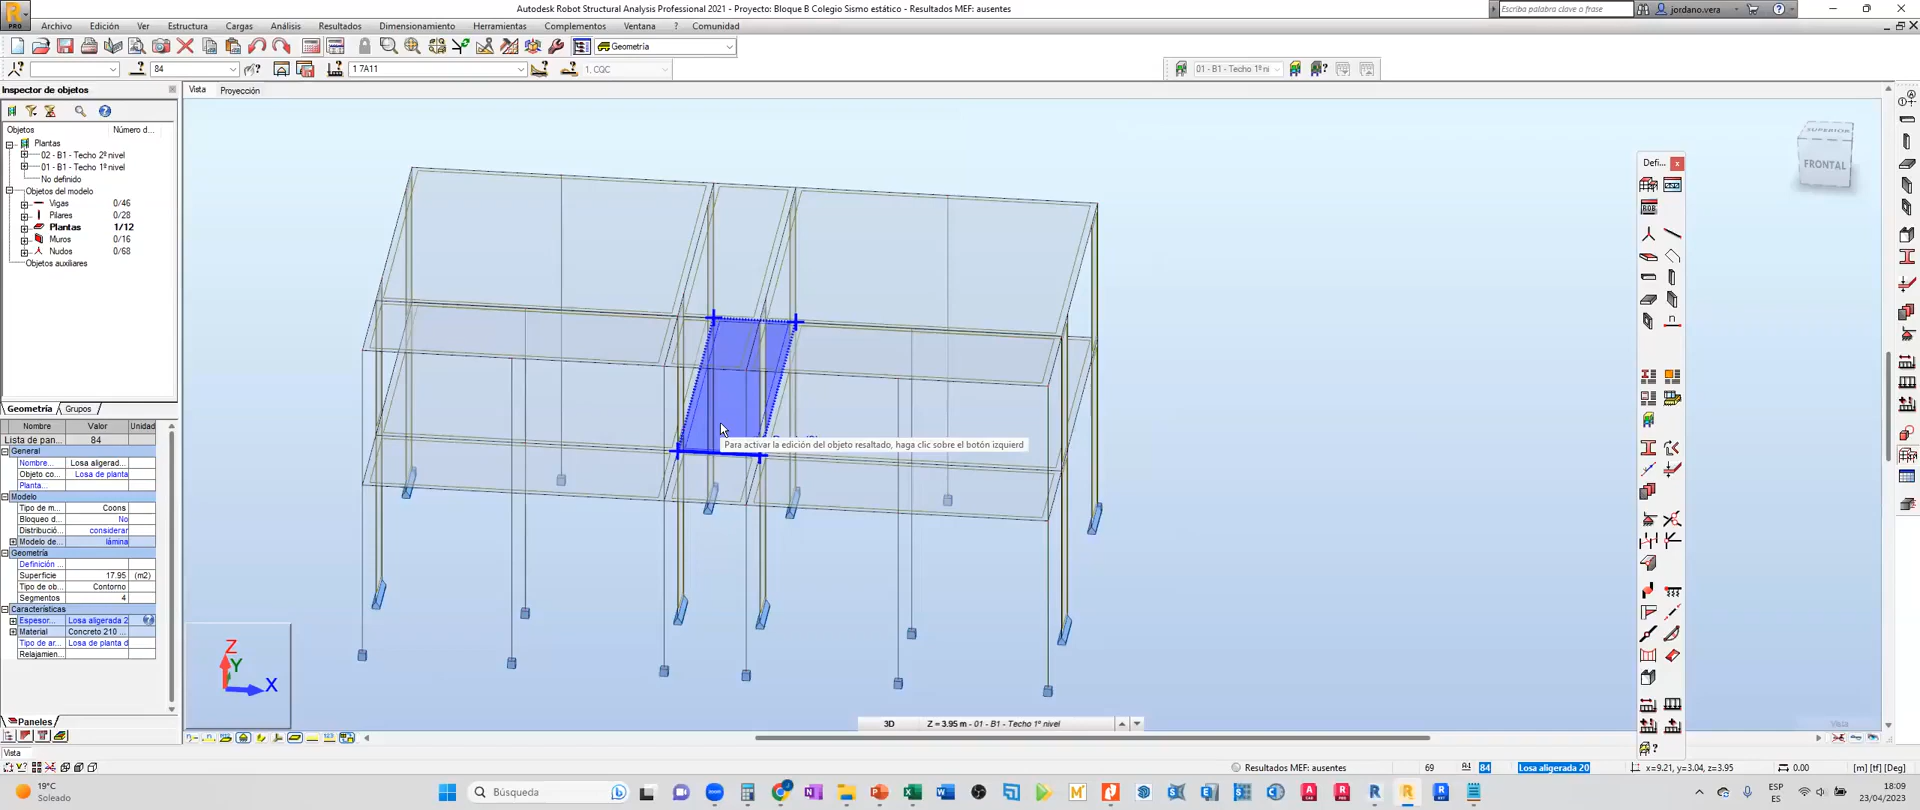 Autodesk Robot Structural Analysis Professional 2021 - Proyecto: Bloque B Colegio Sismo estático - Resultados MEF: ausentes
Escriba palabra clave o frase
jordano.vera
PRO
Archivo Edición Ver Estructura Cargas Análisis Resultados Dimensionamiento Herramientas Complementos Ventana ? Comunidad
Geometría
84
1 7A11
1. CQC
01 - B1 - Techo 1º ni
Inspector de objetos
Vista Proyección
Objetos Número d...
Plantas
02 - B1 - Techo 2º nivel
01 - B1 - Techo 1º nivel
No definido
Objetos del modelo
Vigas 0/46
Pilares 0/28
Plantas 1/12
Muros 0/16
Nudos 0/68
Objetos auxiliares
Geometría Grupos
Nombre Valor Unidad
Lista de pan... 84
General
Nombre... Losa aligerad...
Objeto co... Losa de planta
Planta...
Modelo
Tipo de m... Coons
Bloqueo d... No
Distribució... considerar
Modelo de... lámina
Geometría
Definición ...
Superficie 17.95 (m2)
Tipo de ob... Contorno
Segmentos 4
Características
Espesor... Losa aligerada 2
Material Concreto 210 ...
Tipo de ar... Losa de planta d
Relajamien...
Paneles
SUPERIOR
FRONTAL
Defi...
ROB
n
Para activar la edición del objeto resaltado, haga clic sobre el botón izquierd
Z
Y
X
3D Z = 3.95 m - 01 - B1 - Techo 1º nivel
Vista
Vista
Resultados MEF: ausentes 69 84 Losa aligerada 20 x=9.21, y=3.04, z=3.95 0.00 [m] [tf] [Deg]
19°C
Soleado
Búsqueda
ESP
ES
18:09
23/04/2023